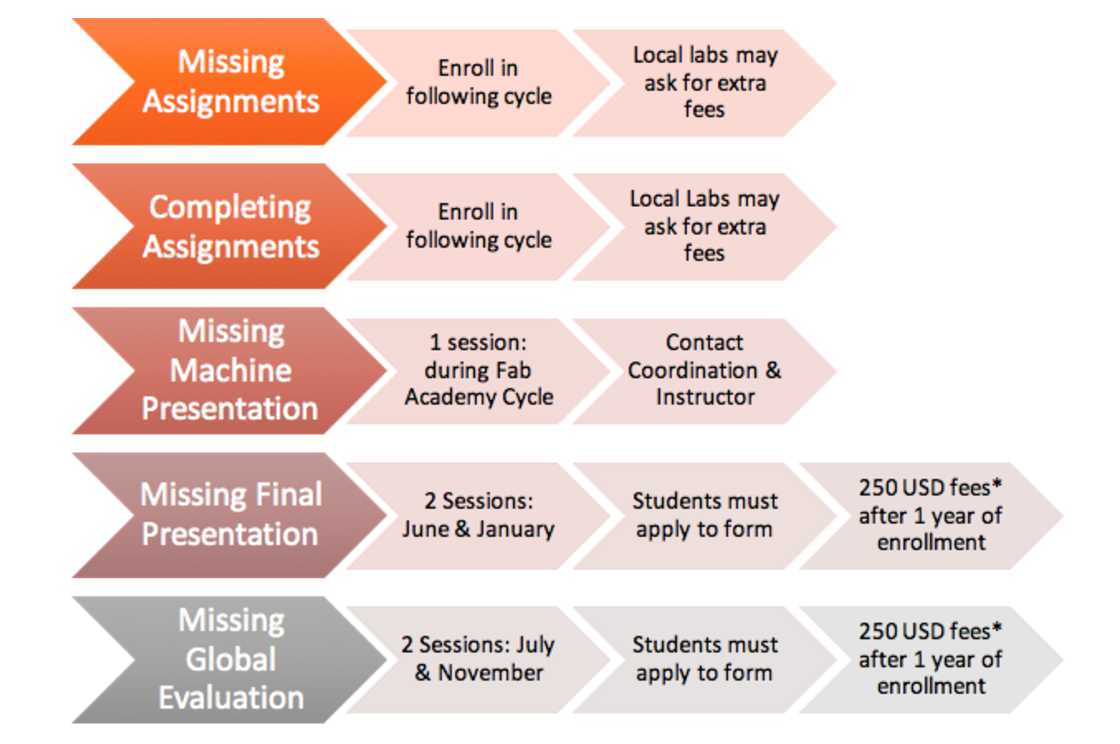 Missing
Assignments
Enroll in
following cycle
Local labs may
ask for extra
fees
Completing
Assignments
Enroll in
following cycle
Local Labs may
ask for extra
fees
Missing
Machine
Presentation
1 session:
during Fab
Academy Cycle
Contact
Coordination &
Instructor
Missing Final
Presentation
2 Sessions:
June & January
Students must
apply to form
250 USD fees*
after 1 year of
enrollment
Missing
Global
Evaluation
2 Sessions: July
& November
Students must
apply to form
250 USD fees*
after 1 year of
enrollment